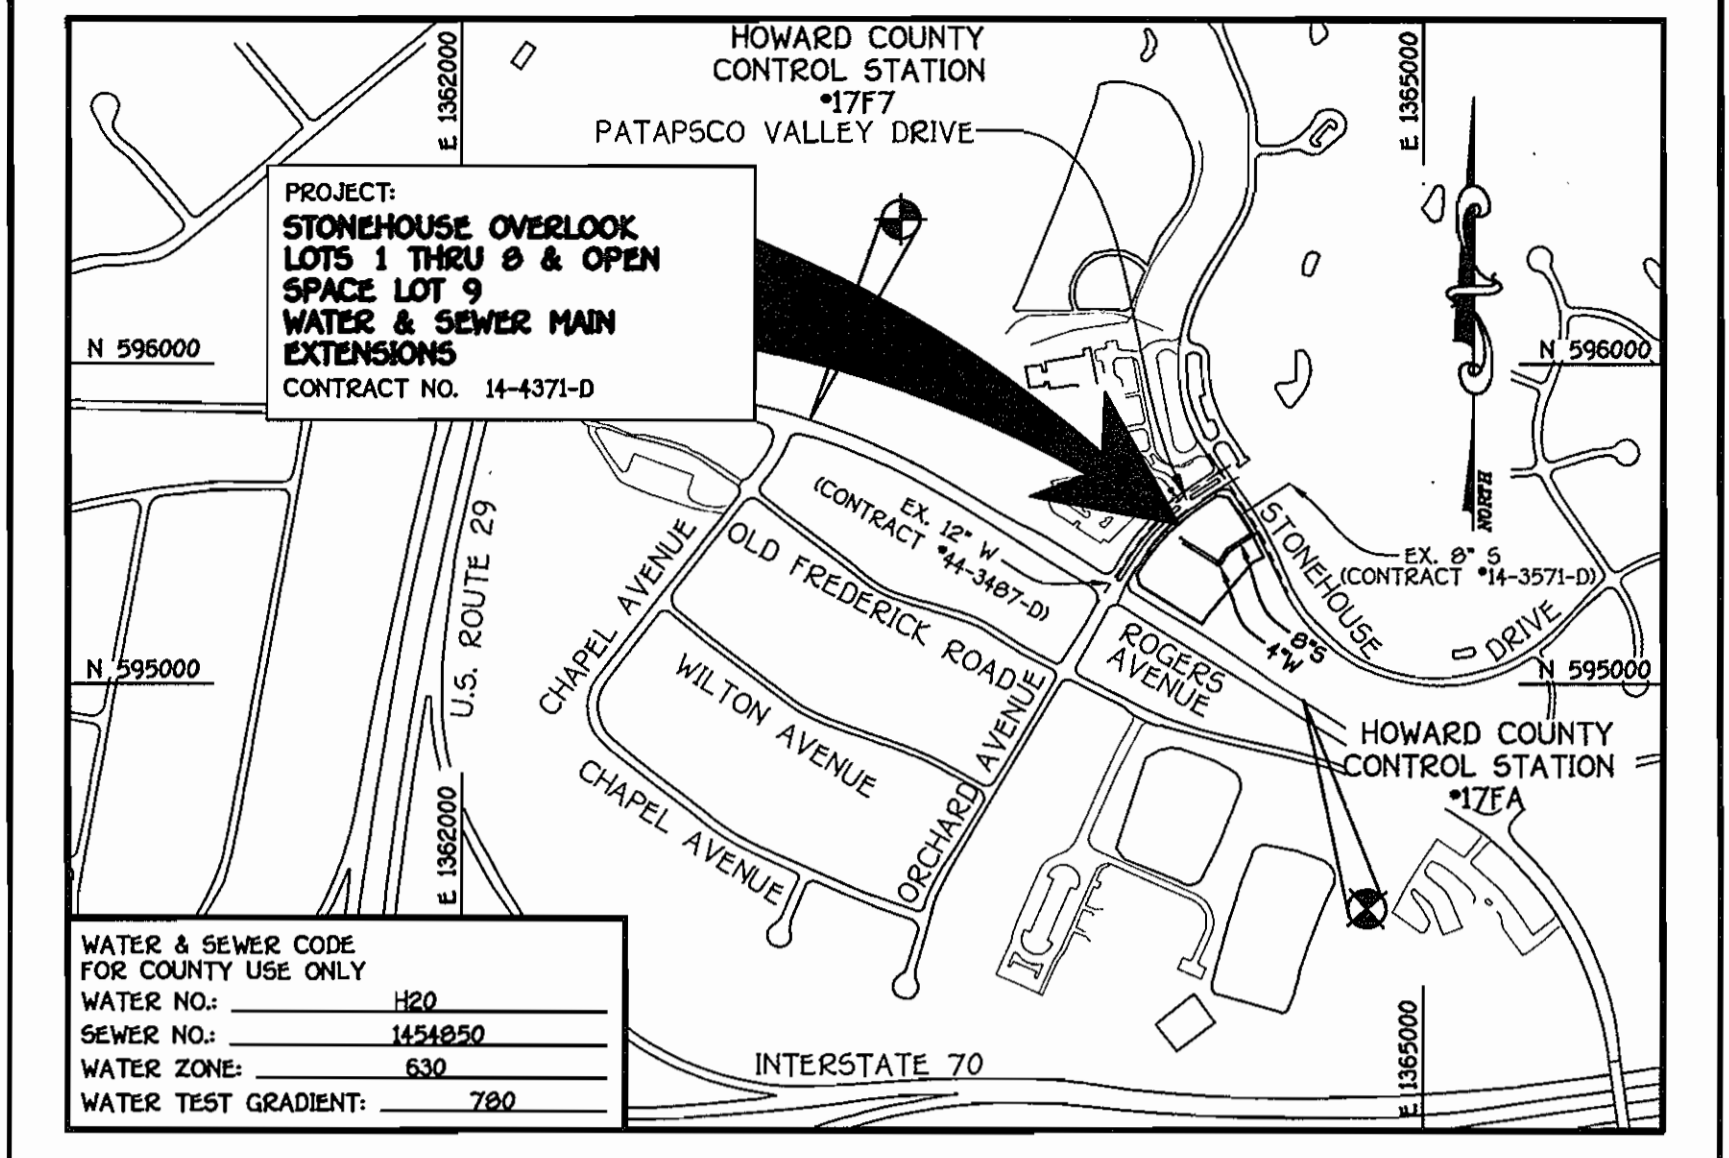 HOWARD COUNTY
CONTROL STATION
•17F7
PATAPSCO VALLEY DRIVE
E 1362000
E 1365000
PROJECT:
STONEHOUSE OVERLOOK
LOTS 1 THRU 8 & OPEN
SPACE LOT 9
WATER & SEWER MAIN
EXTENSIONS
CONTRACT NO. 14-4371-D
N 596000
N 596000
NORTH
EX. 12" W
(CONTRACT •44-3487-D)
EX. 8" S
(CONTRACT •14-3571-D)
STONEHOUSE
DRIVE
8"S
4"W
U.S. ROUTE 29
CHAPEL AVENUE
OLD FREDERICK ROAD
ROGERS
AVENUE
WILTON AVENUE
ORCHARD AVENUE
CHAPEL AVENUE
N 595000
N 595000
HOWARD COUNTY
CONTROL STATION
•17FA
E 1362000
E 1365000
WATER & SEWER CODE
FOR COUNTY USE ONLY
WATER NO.: H20
SEWER NO.: 1454850
WATER ZONE: 630
WATER TEST GRADIENT: 780
INTERSTATE 70